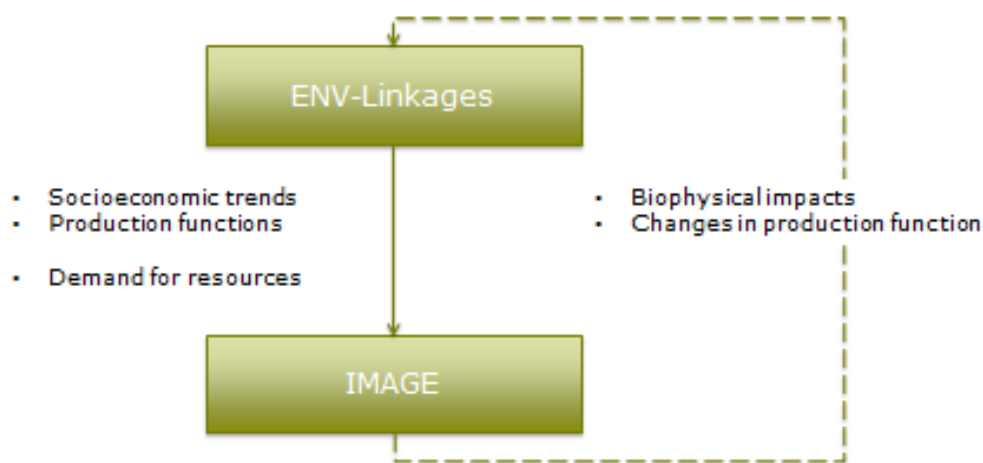 ENV-Linkages
▪ Socioeconomic trends
▪ Production functions
▪ Demand for resources
▪ Biophysical impacts
▪ Changes in production function
IMAGE